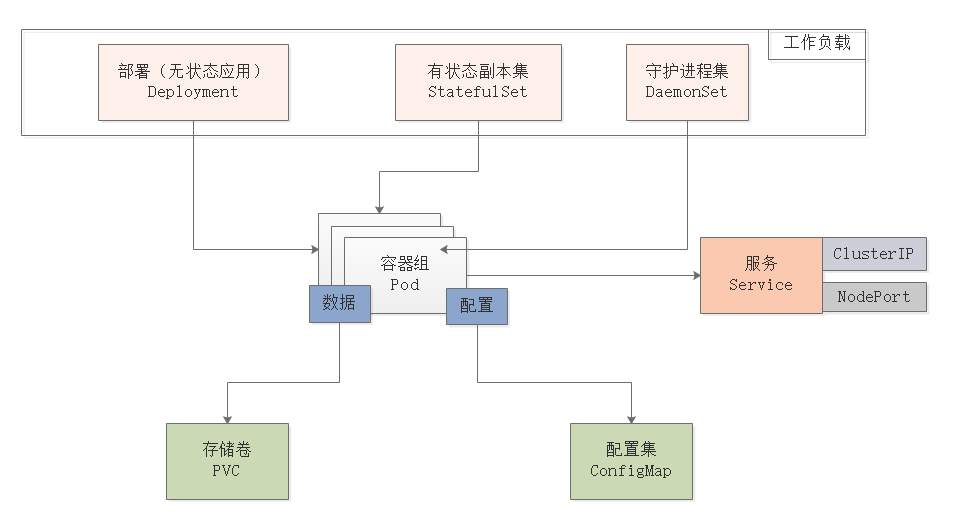 工作负载
部署（无状态应用）
Deployment
有状态副本集
StatefulSet
守护进程集
DaemonSet
容器组
Pod
数据
配置
服务
Service
ClusterIP
NodePort
存储卷
PVC
配置集
ConfigMap